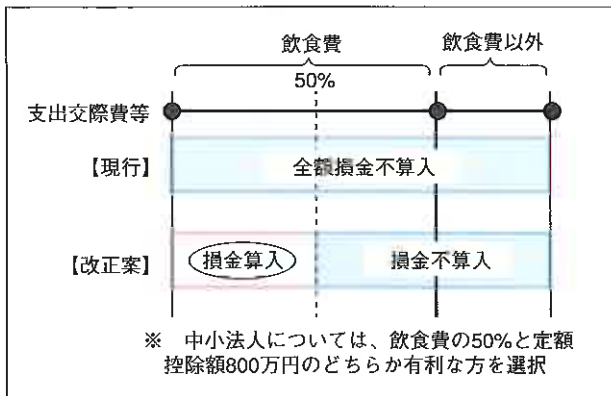 飲食費
飲食費以外
50%
支出交際費等
【現行】
全額損金不算入
【改正案】
損金算入
損金不算入
※ 中小法人については、飲食費の50%と定額
控除額800万円のどちらか有利な方を選択